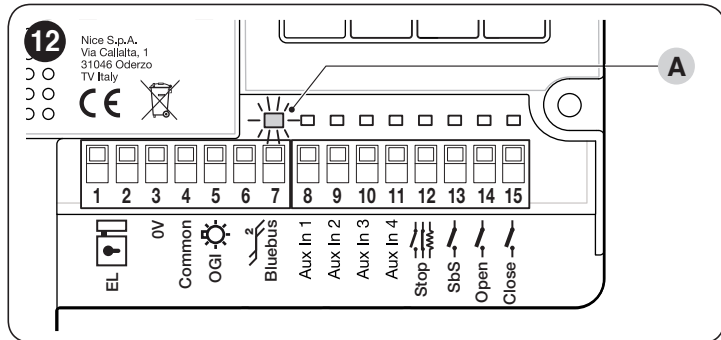 12
Nice S.p.A.
Via Callalta, 1
31046 Oderzo
TV Italy
CE
A
1 2 3 4 5 6 7 8 9 10 11 12 13 14 15
EL
0V
Common
OGI
2
Bluebus
Aux In 1
Aux In 2
Aux In 3
Aux In 4
Stop
SbS
Open
Close